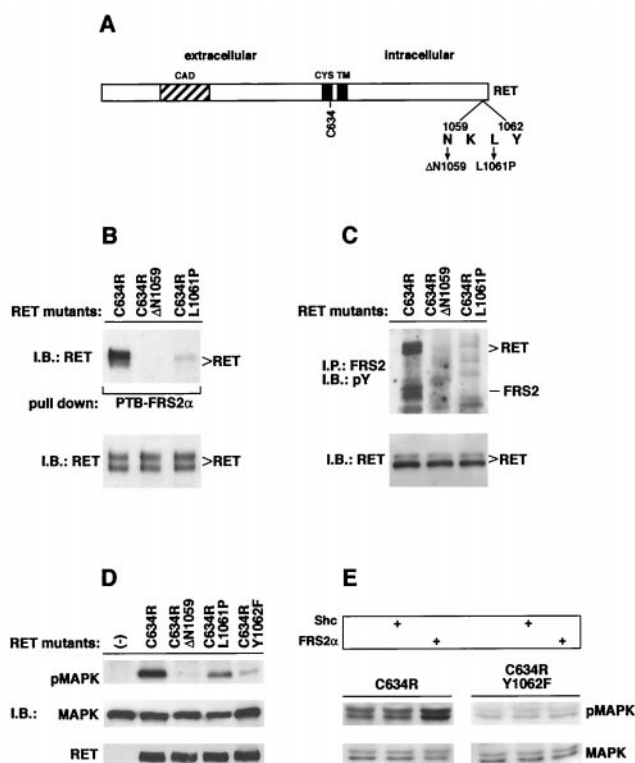 A
extracellular
intracellular
CAD
CYS TM
RET
C634
1059
1062
N K L Y
ΔN1059
L1061P
B
RET mutants:
C634R
C634R ΔN1059
C634R L1061P
I.B.: RET
>RET
pull down:
PTB-FRS2α
I.B.: RET
>RET
C
RET mutants:
C634R
C634R ΔN1059
C634R L1061P
I.P.: FRS2
I.B.: pY
>RET
– FRS2
I.B.: RET
>RET
D
RET mutants:
(-)
C634R
C634R ΔN1059
C634R L1061P
C634R Y1062F
pMAPK
I.B.:
MAPK
RET
E
Shc + +
FRS2α + +
C634R
C634R
Y1062F
pMAPK
MAPK